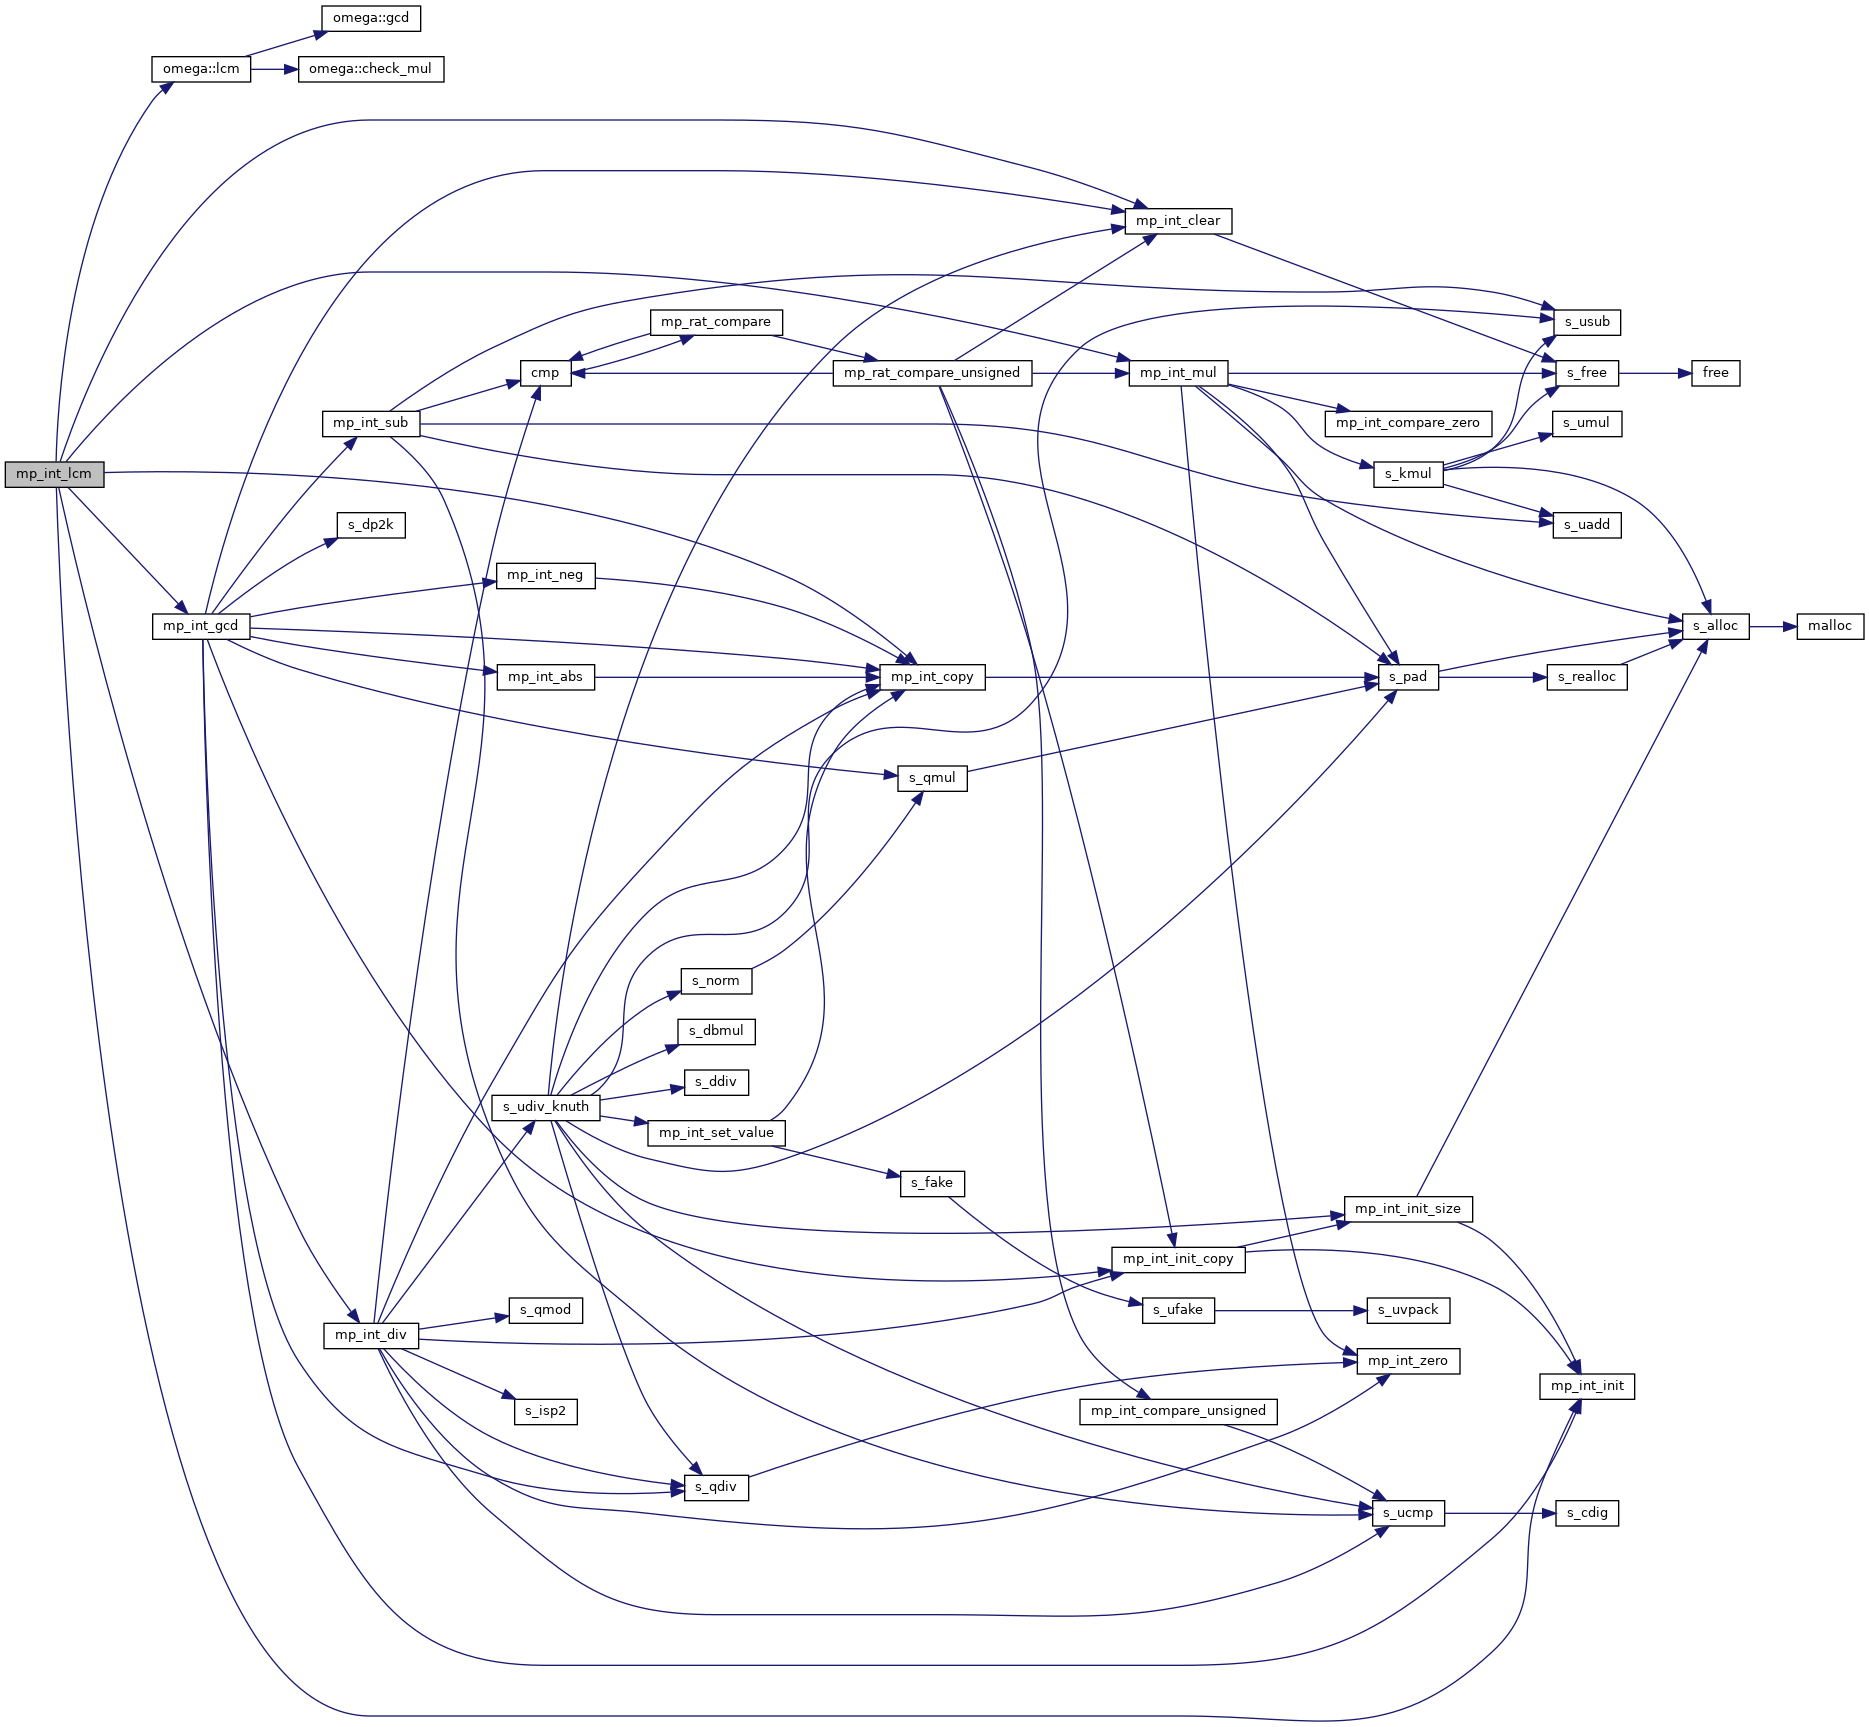 omega::gcd
omega::lcm
omega::check_mul
mp_int_clear
mp_rat_compare
s_usub
cmp
mp_rat_compare_unsigned
mp_int_mul
s_free
free
mp_int_sub
mp_int_compare_zero
s_umul
mp_int_lcm
s_kmul
s_dp2k
s_uadd
mp_int_neg
mp_int_gcd
s_alloc
malloc
mp_int_abs
mp_int_copy
s_pad
s_realloc
s_qmul
s_norm
s_dbmul
s_ddiv
s_udiv_knuth
mp_int_set_value
s_fake
mp_int_init_size
mp_int_init_copy
s_qmod
s_ufake
s_uvpack
mp_int_div
mp_int_zero
mp_int_init
s_isp2
mp_int_compare_unsigned
s_qdiv
s_ucmp
s_cdig